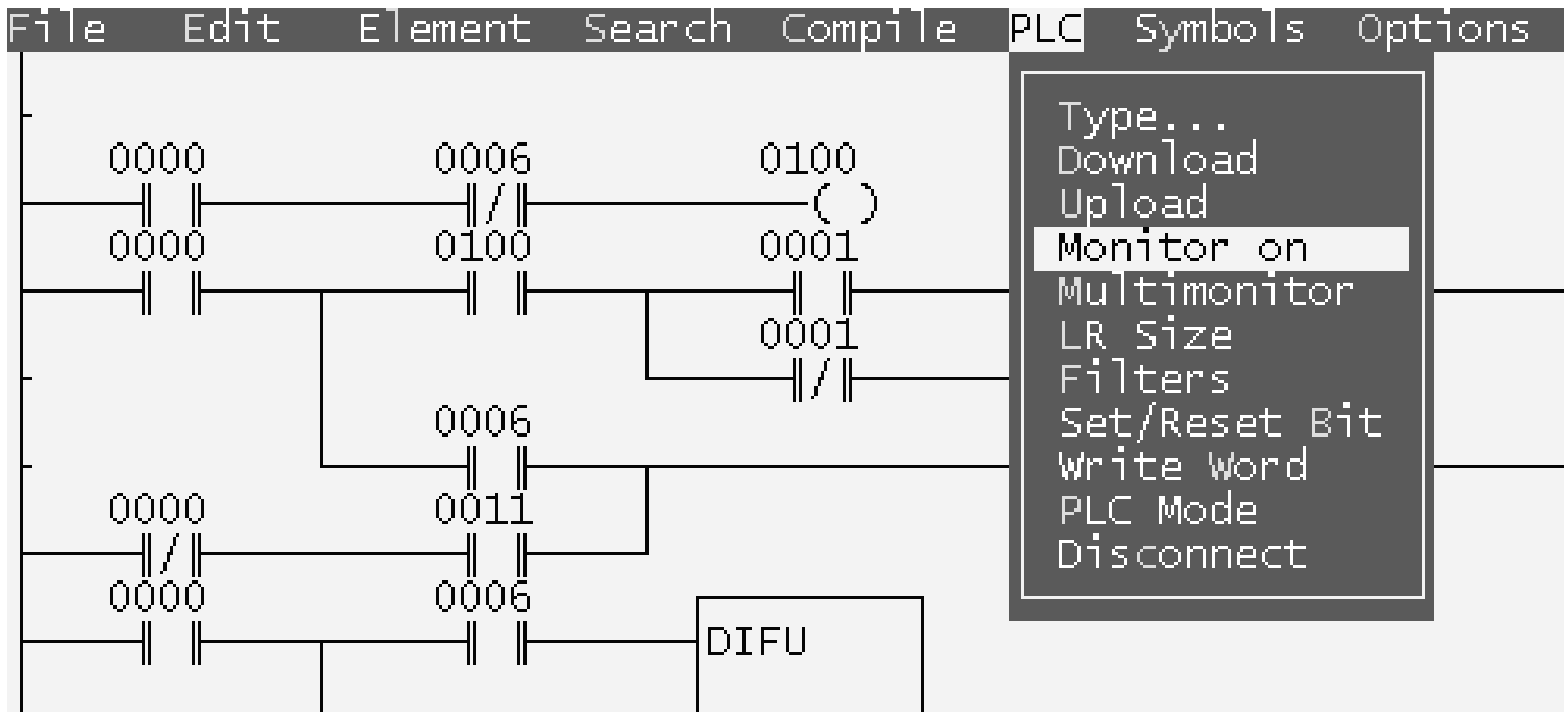 File Edit Element Search Compile PLC Symbols Options
Type...
Download
0000 0006 0100
Upload
0000 0100 0001
Monitor on
Multimonitor
0001
LR Size
Filters
0006
Set/Reset Bit
Write Word
0000 0011
PLC Mode
Disconnect
0000 0006
DIFU